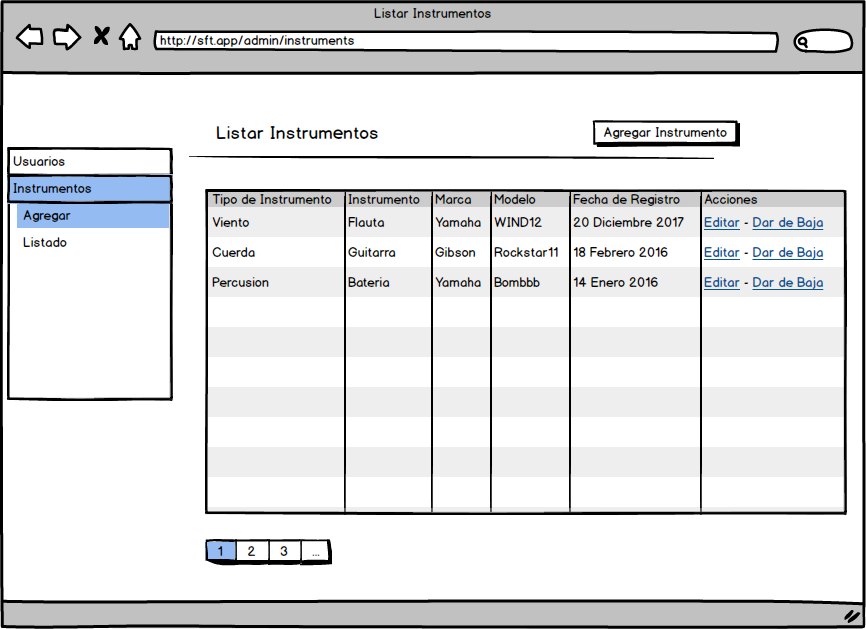 Listar Instrumentos
http://sft.app/admin/instruments
Listar Instrumentos
Agregar Instrumento
Usuarios
Instrumentos
Agregar
Listado
Tipo de Instrumento Instrumento Marca Modelo Fecha de Registro Acciones
Viento Flauta Yamaha WIND12 20 Diciembre 2017 Editar - Dar de Baja
Cuerda Guitarra Gibson Rockstar11 18 Febrero 2016 Editar - Dar de Baja
Percusion Bateria Yamaha Bombbb 14 Enero 2016 Editar - Dar de Baja
1 2 3 ...